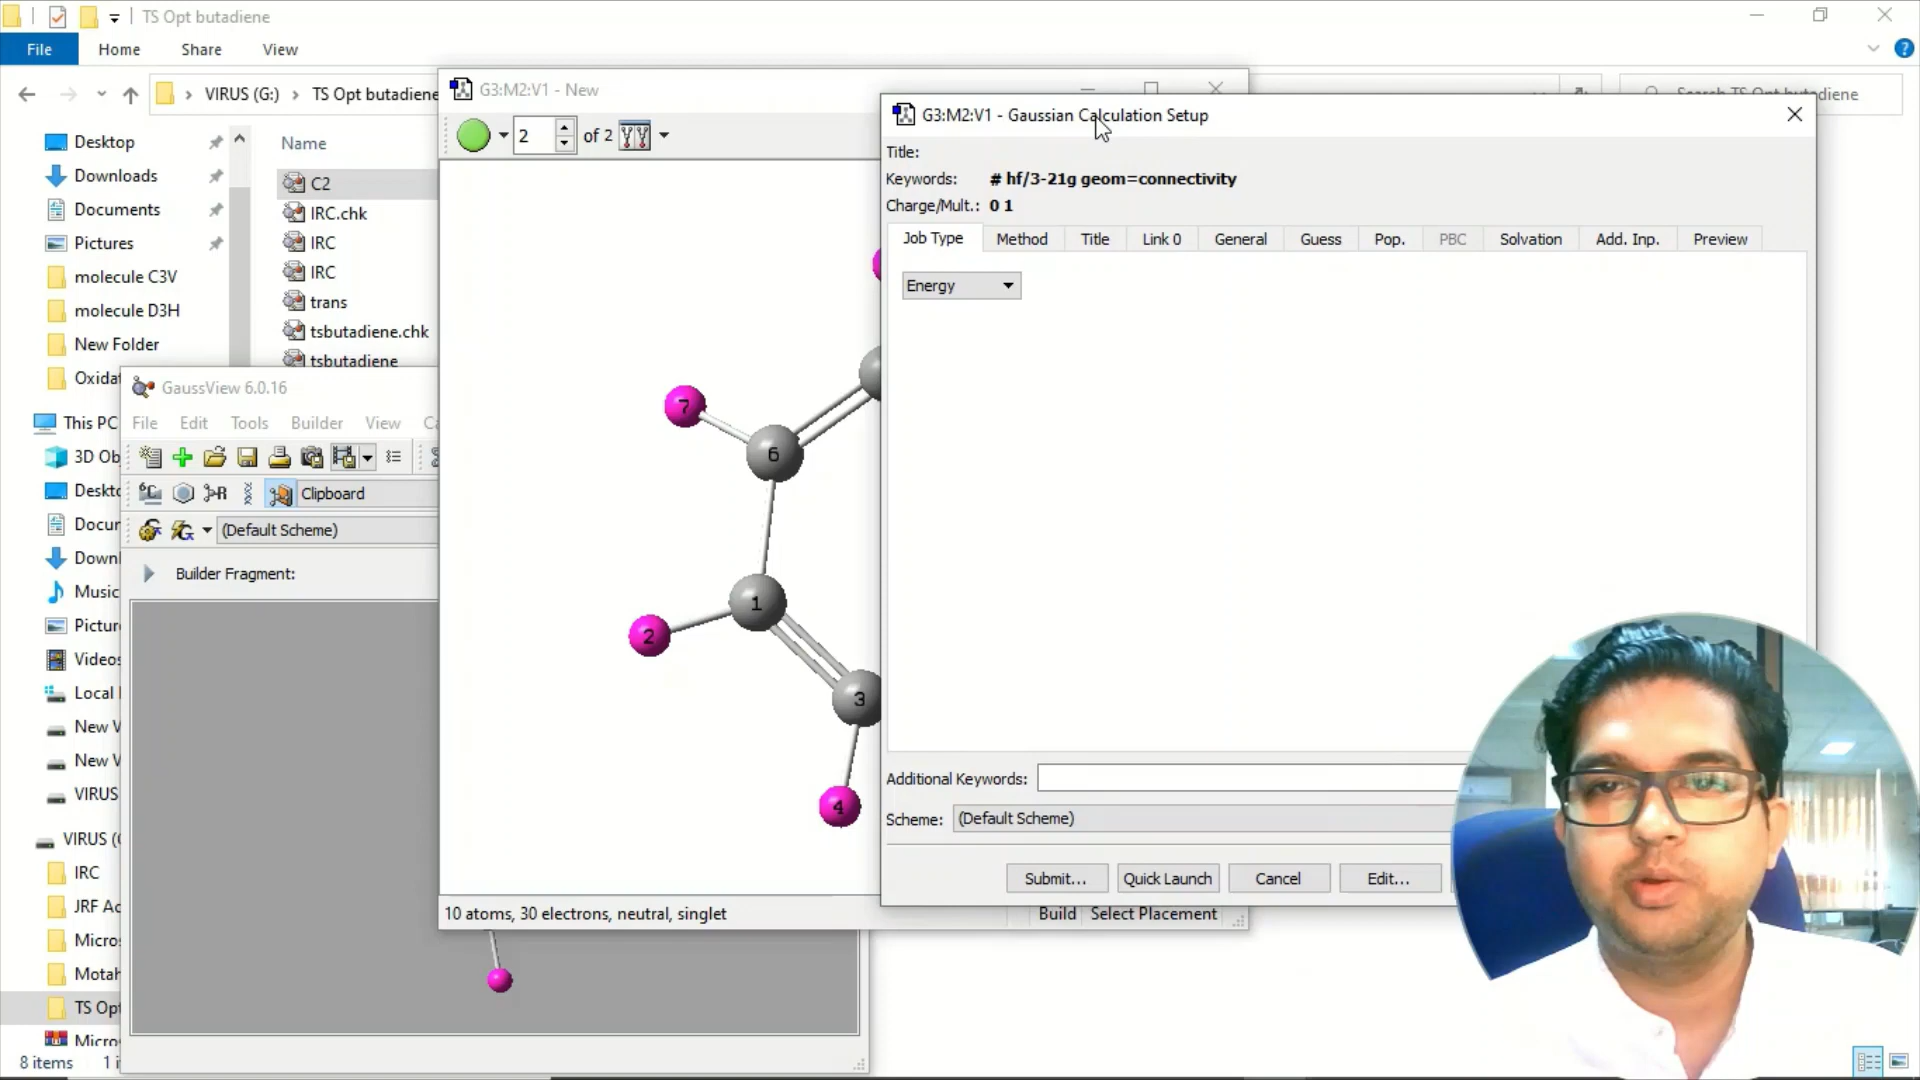 TS Opt butadiene
File
Home
Share
View
VIRUS (G:)
TS Opt butadiene
Search TS Opt butadiene
Desktop
Downloads
Documents
Pictures
molecule C3V
molecule D3H
New Folder
This PC
VIRUS
IRC
Name
C2
IRC.chk
IRC
IRC
trans
tsbutadiene.chk
tsbutadiene
8 items
GaussView 6.0.16
File
Edit
Tools
Builder
View
Clipboard
(Default Scheme)
Builder Fragment:
G3:M2:V1 - New
2
of 2
7
6
1
2
3
4
10 atoms, 30 electrons, neutral, singlet
Build
Select Placement
G3:M2:V1 - Gaussian Calculation Setup
Title:
Keywords: # hf/3-21g geom=connectivity
Charge/Mult.: 0 1
Job Type
Method
Title
Link 0
General
Guess
Pop.
PBC
Solvation
Add. Inp.
Preview
Energy
Additional Keywords:
Scheme: (Default Scheme)
Submit...
Quick Launch
Cancel
Edit...